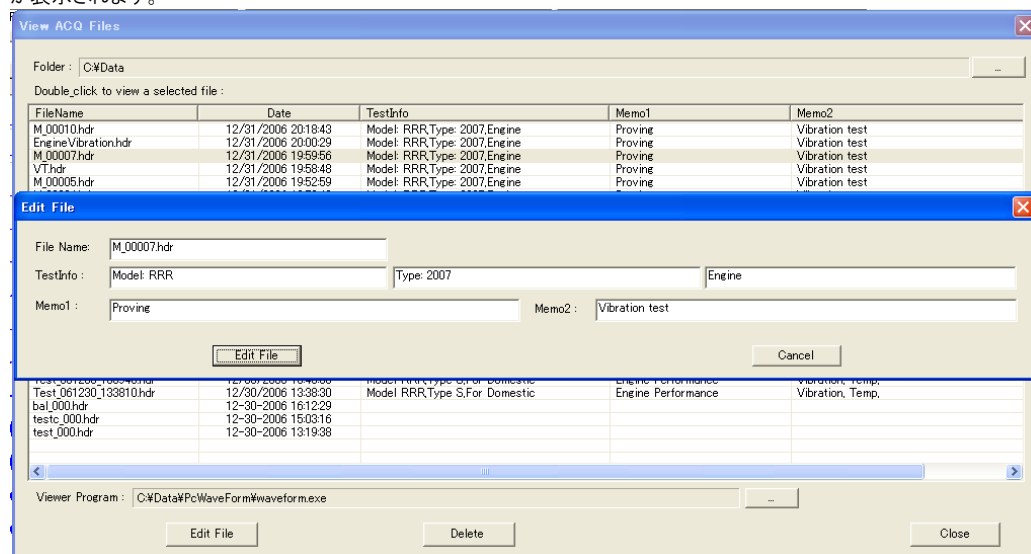 が表示されます。
View ACQ Files
Folder : C:¥Data ...
Double_click to view a selected file :
FileName Date TestInfo Memo1 Memo2
M_00010.hdr 12/31/2006 20:18:43 Model: RRR,Type: 2007,Engine Proving Vibration test
EngineVibration.hdr 12/31/2006 20:00:29 Model: RRR,Type: 2007,Engine Proving Vibration test
M_00007.hdr 12/31/2006 19:59:56 Model: RRR,Type: 2007,Engine Proving Vibration test
VT.hdr 12/31/2006 19:58:48 Model: RRR,Type: 2007,Engine Proving Vibration test
M_00005.hdr 12/31/2006 19:52:59 Model: RRR,Type: 2007,Engine Proving Vibration test
Edit File
File Name: M_00007.hdr
TestInfo : Model: RRR Type: 2007 Engine
Memo1 : Proving Memo2 : Vibration test
Edit File Cancel
Test_061230_133810.hdr 12/30/2006 13:38:30 Model RRR,Type S,For Domestic Engine Performance Vibration, Temp,
bal_000.hdr 12-30-2006 16:12:29
testc_000.hdr 12-30-2006 15:03:16
test_000.hdr 12-30-2006 13:19:38
Viewer Program : C:¥Data¥PcWaveForm¥waveform.exe ...
Edit File Delete Close